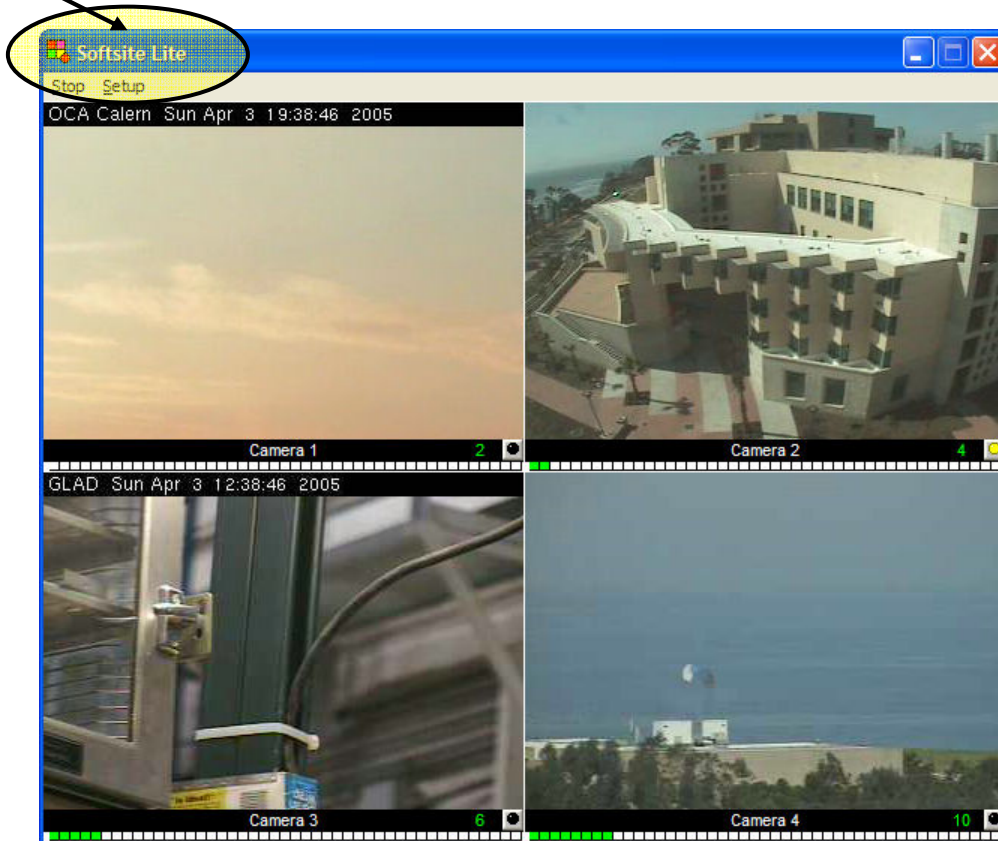 Softsite Lite
Stop Setup
OCA Calern Sun Apr 3 19:38:46 2005
Camera 1 2
Camera 2 4
GLAD Sun Apr 3 12:38:46 2005
Camera 3 6
Camera 4 10